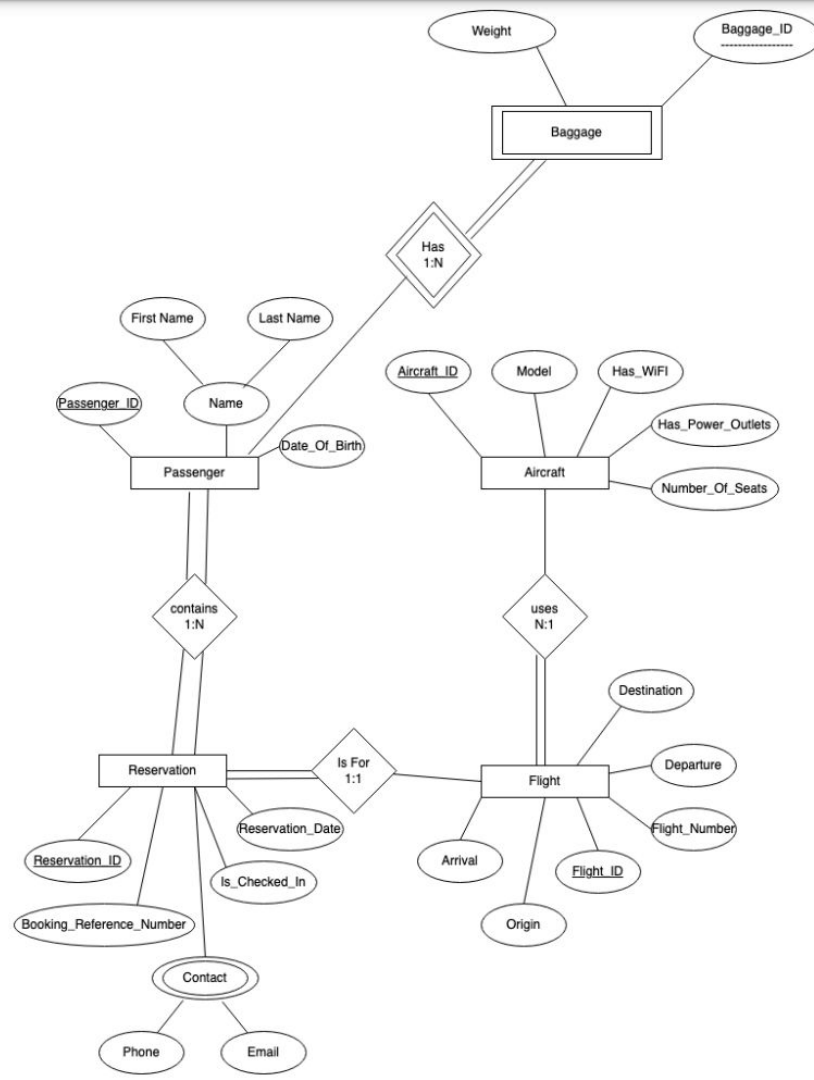 Weight
Baggage_ID
Baggage
Has
1:N
First Name
Last Name
Passenger_ID
Name
Date_Of_Birth
Passenger
Aircraft_ID
Model
Has_WiFI
Has_Power_Outlets
Aircraft
Number_Of_Seats
contains
1:N
uses
N:1
Destination
Reservation
Is For
1:1
Flight
Departure
Reservation_Date
Flight_Number
Reservation_ID
Is_Checked_In
Arrival
Flight_ID
Booking_Reference_Number
Origin
Contact
Phone
Email